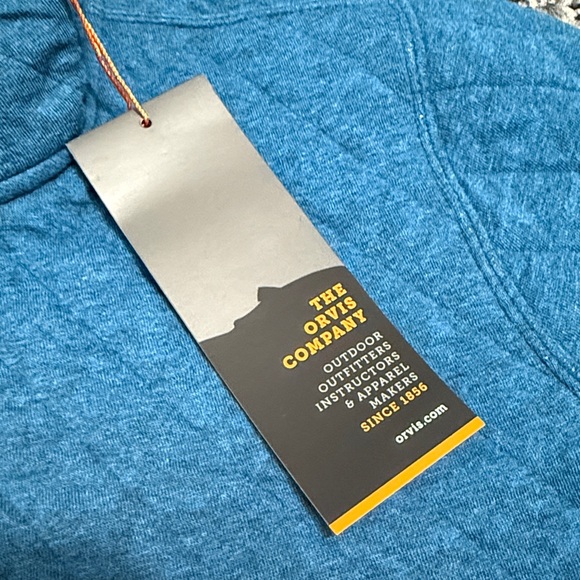 THE
ORVIS
COMPANY
OUTDOOR
OUTFITTERS
INSTRUCTORS
& APPAREL
MAKERS
SINCE 1856
orvis.com